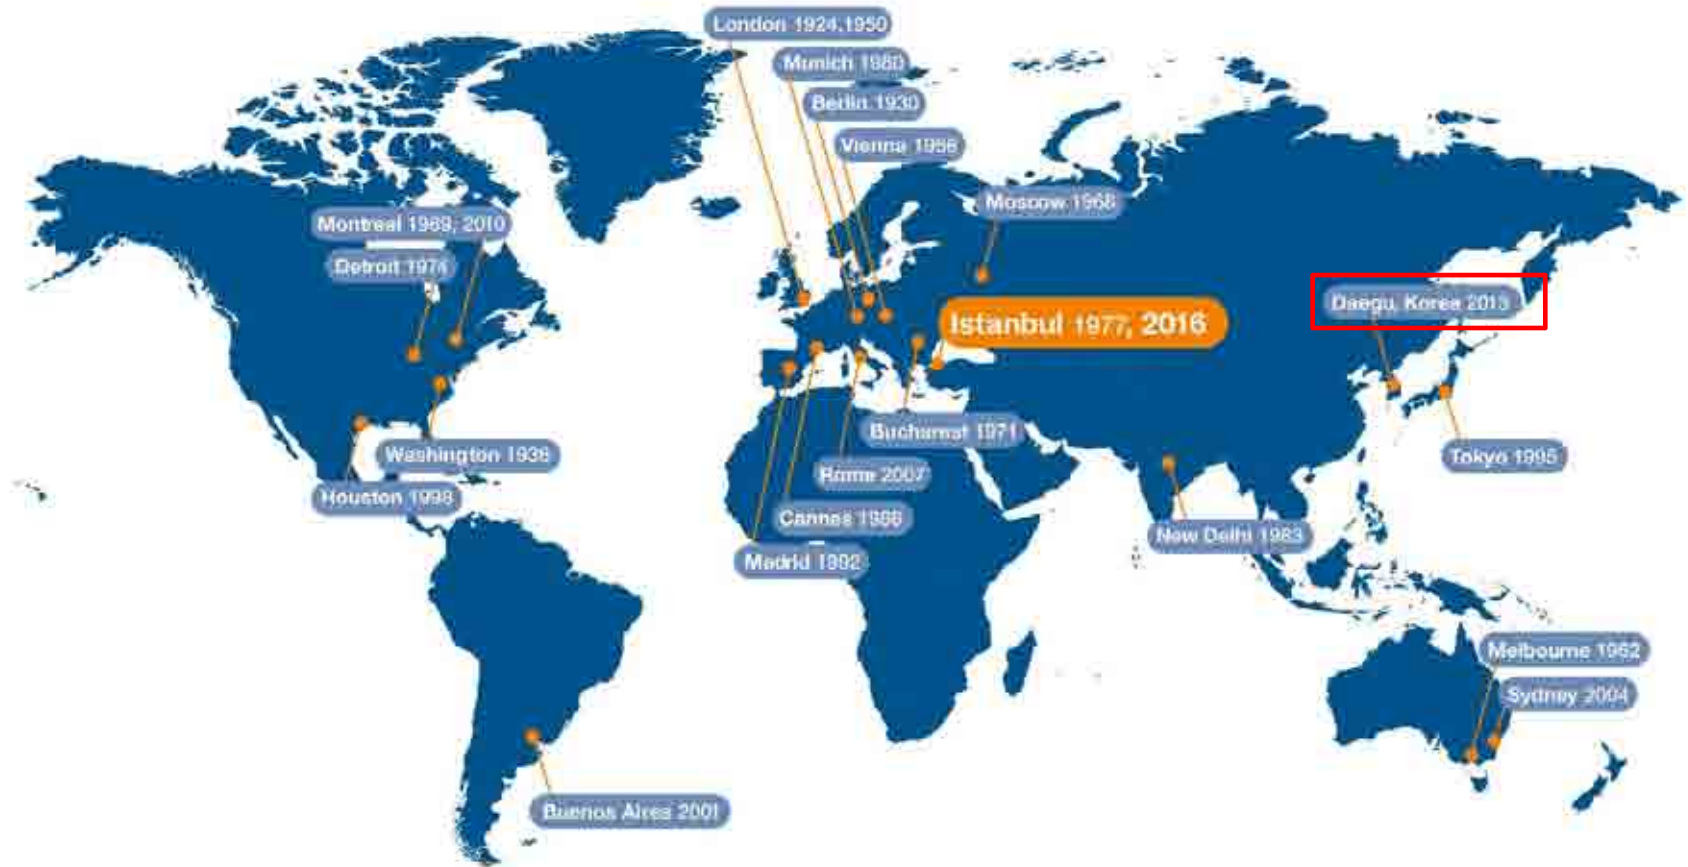 London 1924,1950
Munich 1980
Berlin 1930
Vienna 1956
Moscow 1968
Montreal 1969, 2010
Detroit 1974
Daegu, Korea 2013
Istanbul 1977, 2016
Bucharest 1971
Washington 1936
Tokyo 1995
Rome 2007
Houston 1998
Cannes 1986
New Delhi 1983
Madrid 1992
Melbourne 1962
Sydney 2004
Buenos Aires 2001